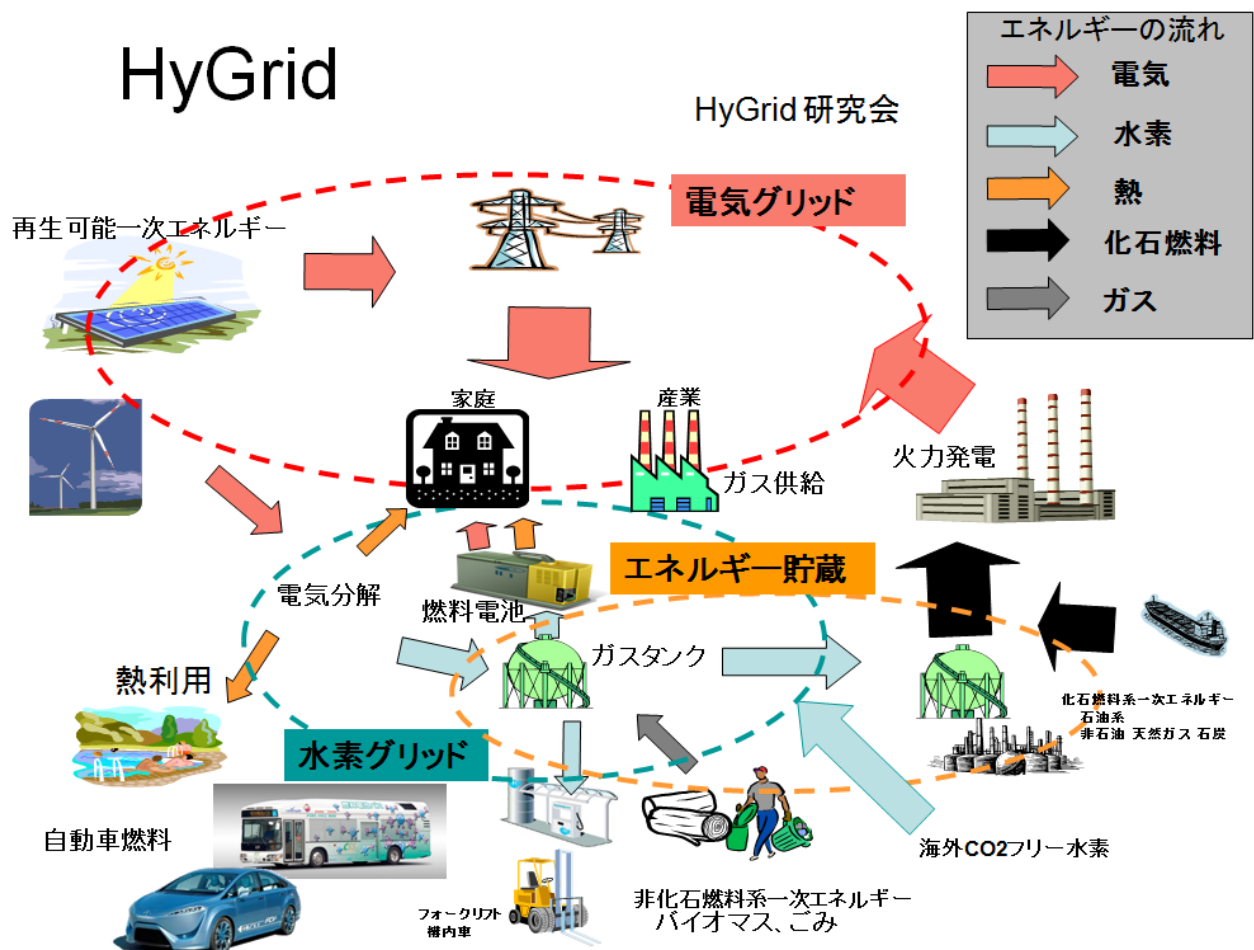 HyGrid
HyGrid 研究会
エネルギーの流れ
電気
水素
熱
化石燃料
ガス
電気グリッド
再生可能一次エネルギー
家庭
産業
ガス供給
火力発電
エネルギー貯蔵
電気分解
燃料電池
ガスタンク
熱利用
化石燃料系一次エネルギー
石油系
非石油 天然ガス 石炭
水素グリッド
自動車燃料
海外CO2フリー水素
フォークリフト
構内車
非化石燃料系一次エネルギー
バイオマス、ごみ